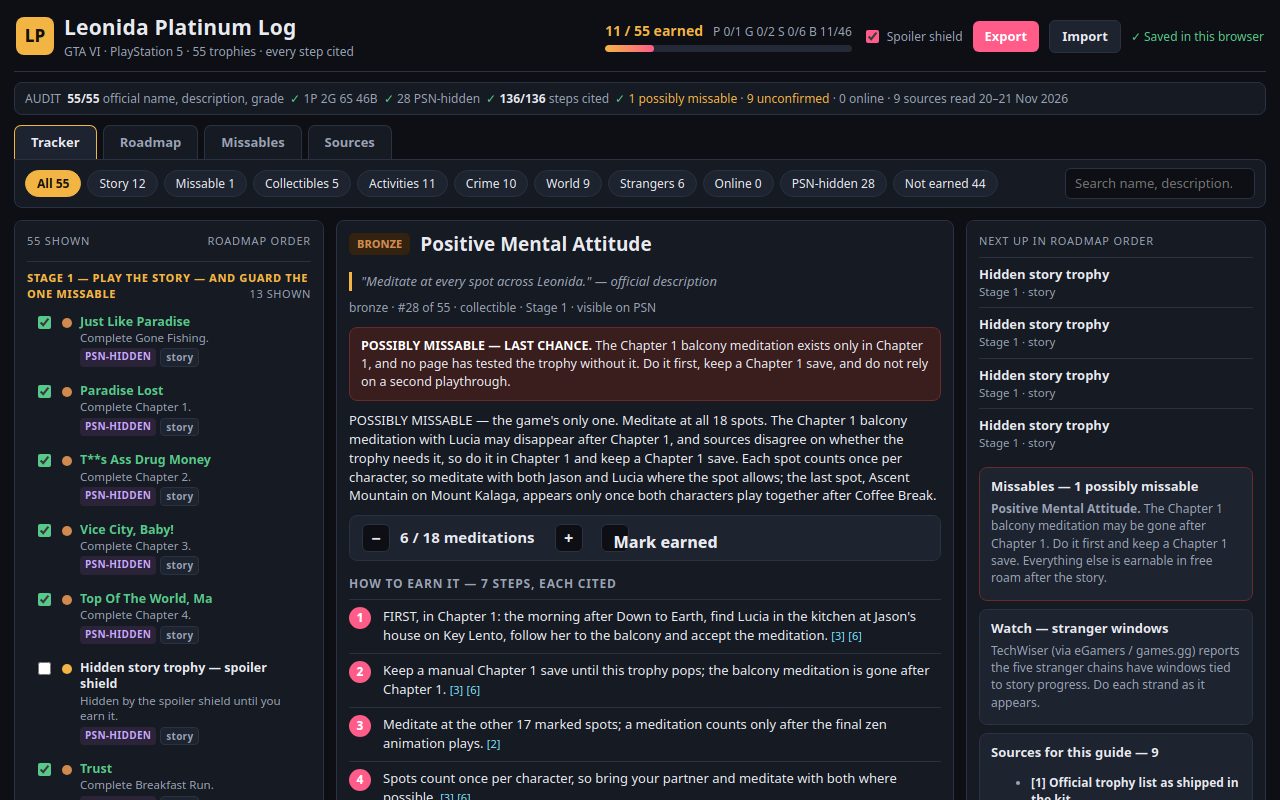 LP
Leonida Platinum Log
GTA VI · PlayStation 5 · 55 trophies · every step cited
11 / 55 earned P 0/1 G 0/2 S 0/6 B 11/46
Spoiler shield
Export
Import
✓ Saved in this browser
AUDIT 55/55 official name, description, grade ✓ 1P 2G 6S 46B ✓ 28 PSN-hidden ✓ 136/136 steps cited ✓ 1 possibly missable · 9 unconfirmed · 0 online · 9 sources read 20–21 Nov 2026
Tracker
Roadmap
Missables
Sources
All 55
Story 12
Missable 1
Collectibles 5
Activities 11
Crime 10
World 9
Strangers 6
Online 0
PSN-hidden 28
Not earned 44
Search name, description.
55 SHOWN
ROADMAP ORDER
STAGE 1 — PLAY THE STORY — AND GUARD THE
ONE MISSABLE
13 SHOWN
Just Like Paradise
Complete Gone Fishing.
PSN-HIDDEN story
Paradise Lost
Complete Chapter 1.
PSN-HIDDEN story
T**s Ass Drug Money
Complete Chapter 2.
PSN-HIDDEN story
Vice City, Baby!
Complete Chapter 3.
PSN-HIDDEN story
Top Of The World, Ma
Complete Chapter 4.
PSN-HIDDEN story
Hidden story trophy — spoiler
shield
Hidden by the spoiler shield until you
earn it.
PSN-HIDDEN story
Trust
Complete Breakfast Run.
BRONZE
Positive Mental Attitude
"Meditate at every spot across Leonida." — official description
bronze · #28 of 55 · collectible · Stage 1 · visible on PSN
POSSIBLY MISSABLE — LAST CHANCE. The Chapter 1 balcony meditation exists only in Chapter
1, and no page has tested the trophy without it. Do it first, keep a Chapter 1 save, and do not rely
on a second playthrough.
POSSIBLY MISSABLE — the game's only one. Meditate at all 18 spots. The Chapter 1 balcony
meditation with Lucia may disappear after Chapter 1, and sources disagree on whether the
trophy needs it, so do it in Chapter 1 and keep a Chapter 1 save. Each spot counts once per
character, so meditate with both Jason and Lucia where the spot allows; the last spot, Ascent
Mountain on Mount Kalaga, appears only once both characters play together after Coffee Break.
− 6 / 18 meditations +
Mark earned
HOW TO EARN IT — 7 STEPS, EACH CITED
1
FIRST, in Chapter 1: the morning after Down to Earth, find Lucia in the kitchen at Jason's
house on Key Lento, follow her to the balcony and accept the meditation. [3] [6]
2
Keep a manual Chapter 1 save until this trophy pops; the balcony meditation is gone after
Chapter 1. [3] [6]
3
Meditate at the other 17 marked spots; a meditation counts only after the final zen
animation plays. [2]
4
Spots count once per character, so bring your partner and meditate with both where
possible. [3] [6]
NEXT UP IN ROADMAP ORDER
Hidden story trophy
Stage 1 · story
Hidden story trophy
Stage 1 · story
Hidden story trophy
Stage 1 · story
Hidden story trophy
Stage 1 · story
Missables — 1 possibly missable
Positive Mental Attitude. The Chapter 1
balcony meditation may be gone after
Chapter 1. Do it first and keep a Chapter 1
save. Everything else is earnable in free
roam after the story.
Watch — stranger windows
TechWiser (via eGamers / games.gg) reports
the five stranger chains have windows tied
to story progress. Do each strand as it
appears.
Sources for this guide — 9
[1] Official trophy list as shipped in
the kit